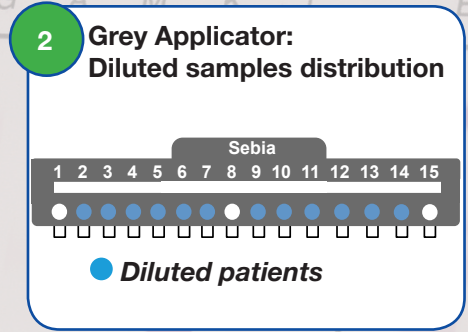 2
Grey Applicator:
Diluted samples distribution
Sebia
1 2 3 4 5 6 7 8 9 10 11 12 13 14 15
Diluted patients